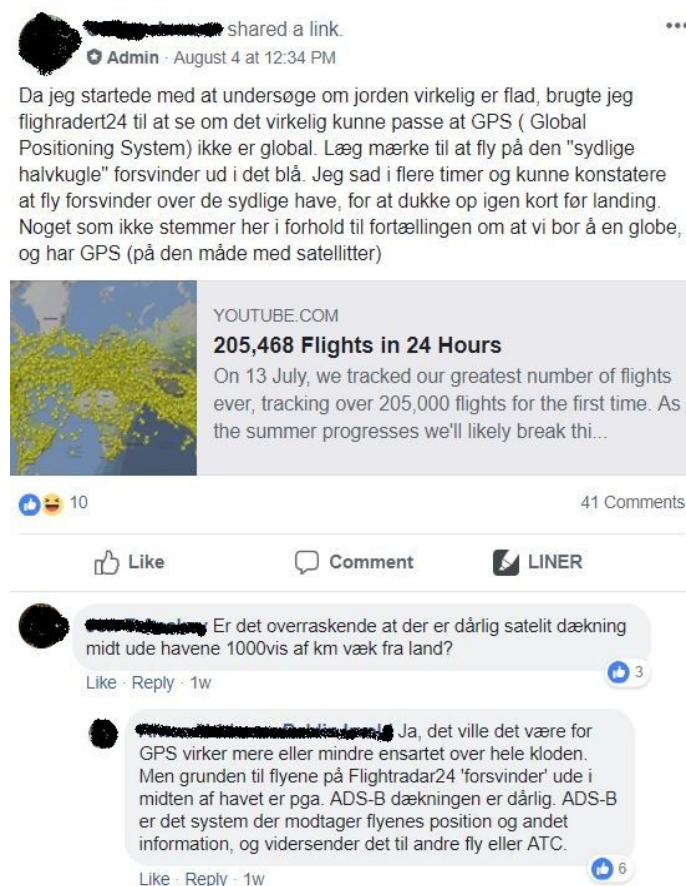 shared a link.
Admin · August 4 at 12:34 PM
Da jeg startede med at undersøge om jorden virkelig er flad, brugte jeg
flighradert24 til at se om det virkelig kunne passe at GPS ( Global
Positioning System) ikke er global. Læg mærke til at fly på den "sydlige
halvkugle" forsvinder ud i det blå. Jeg sad i flere timer og kunne konstatere
at fly forsvinder over de sydlige have, for at dukke op igen kort før landing.
Noget som ikke stemmer her i forhold til fortællingen om at vi bor å en globe,
og har GPS (på den måde med satellitter)
YOUTUBE.COM
205,468 Flights in 24 Hours
On 13 July, we tracked our greatest number of flights
ever, tracking over 205,000 flights for the first time. As
the summer progresses we'll likely break thi...
10
41 Comments
Like
Comment
LINER
Er det overraskende at der er dårlig satelit dækning
midt ude havene 1000vis af km væk fra land?
3
Like · Reply · 1w
Ja, det ville det være for
GPS virker mere eller mindre ensartet over hele kloden.
Men grunden til flyene på Flightradar24 'forsvinder' ude i
midten af havet er pga. ADS-B dækningen er dårlig. ADS-B
er det system der modtager flyenes position og andet
information, og vidersender det til andre fly eller ATC.
6
Like · Reply · 1w